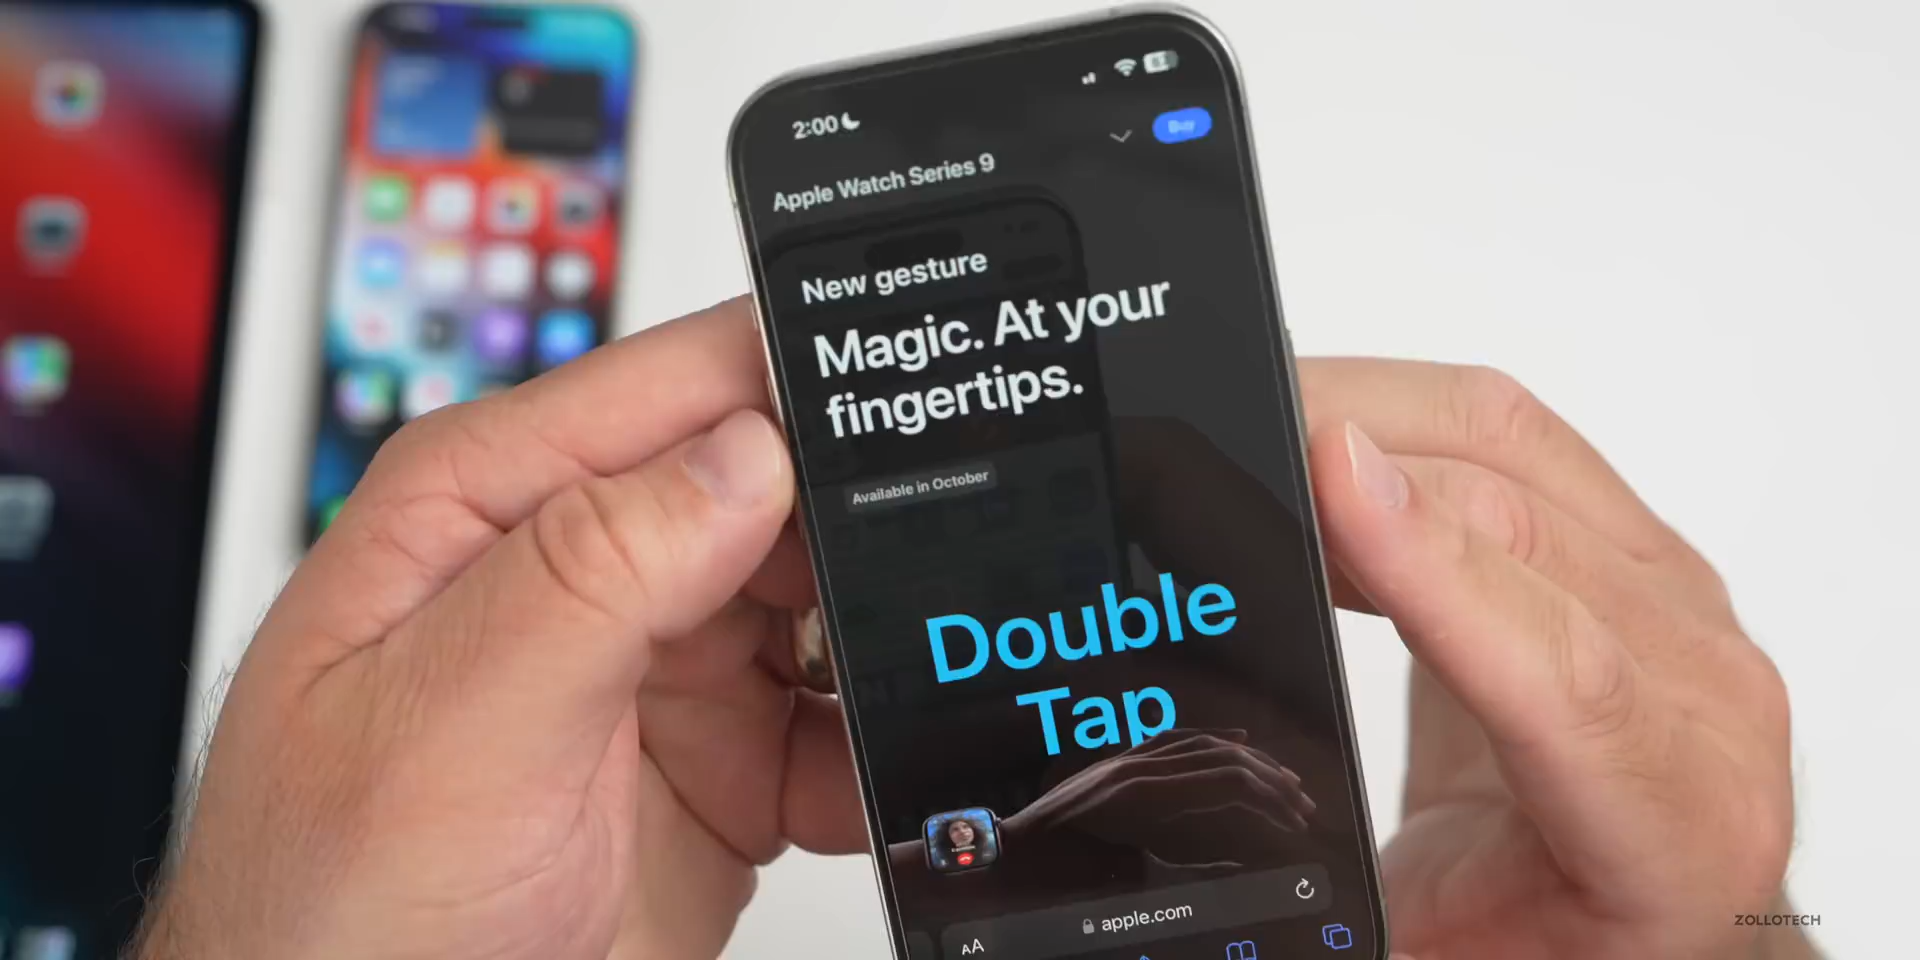 2:00
Buy
Apple Watch Series 9
New gesture
Magic. At your
fingertips.
Available in October
Double
Tap
AA
apple.com
ZOLLOTECH